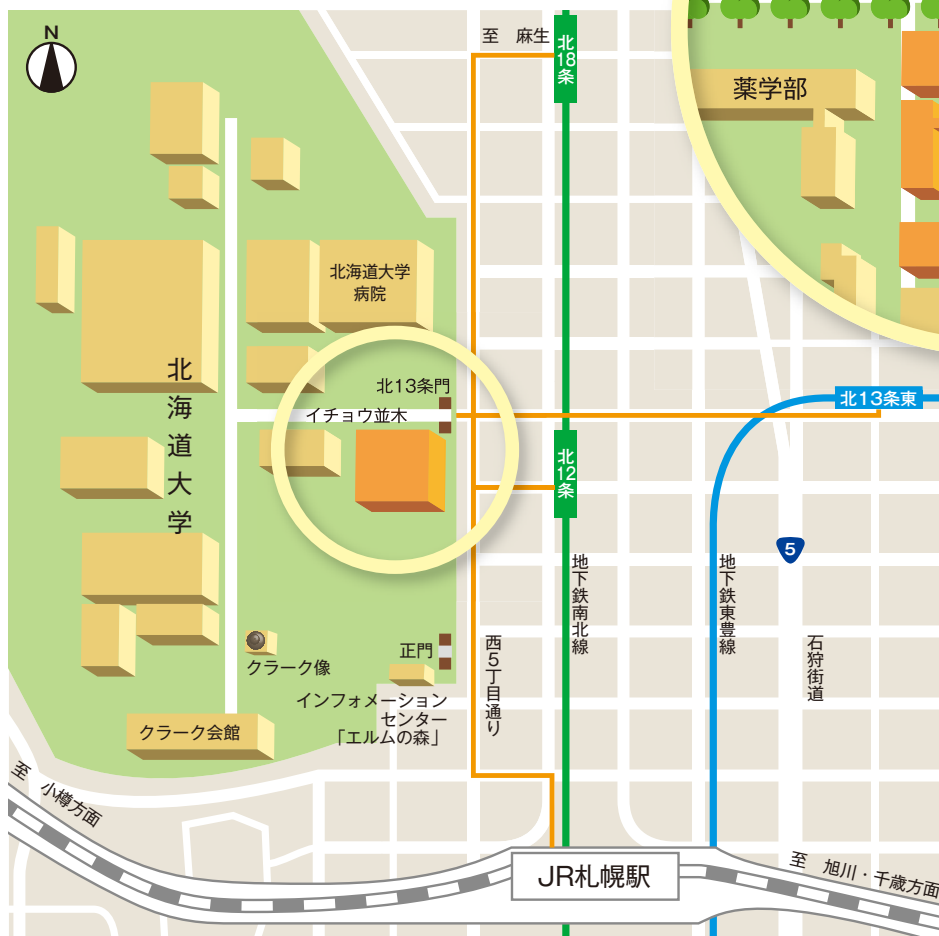 N
至 麻生
北18条
薬学部
北海道大学
病院
北海道大学
北13条門
イチョウ並木
北13条東
北12条
5
地下鉄南北線
地下鉄東豊線
石狩街道
西5丁目通り
正門
クラーク像
インフォメーション
センター
「エルムの森」
クラーク会館
至 小樽方面
JR札幌駅
至 旭川・千歳方面